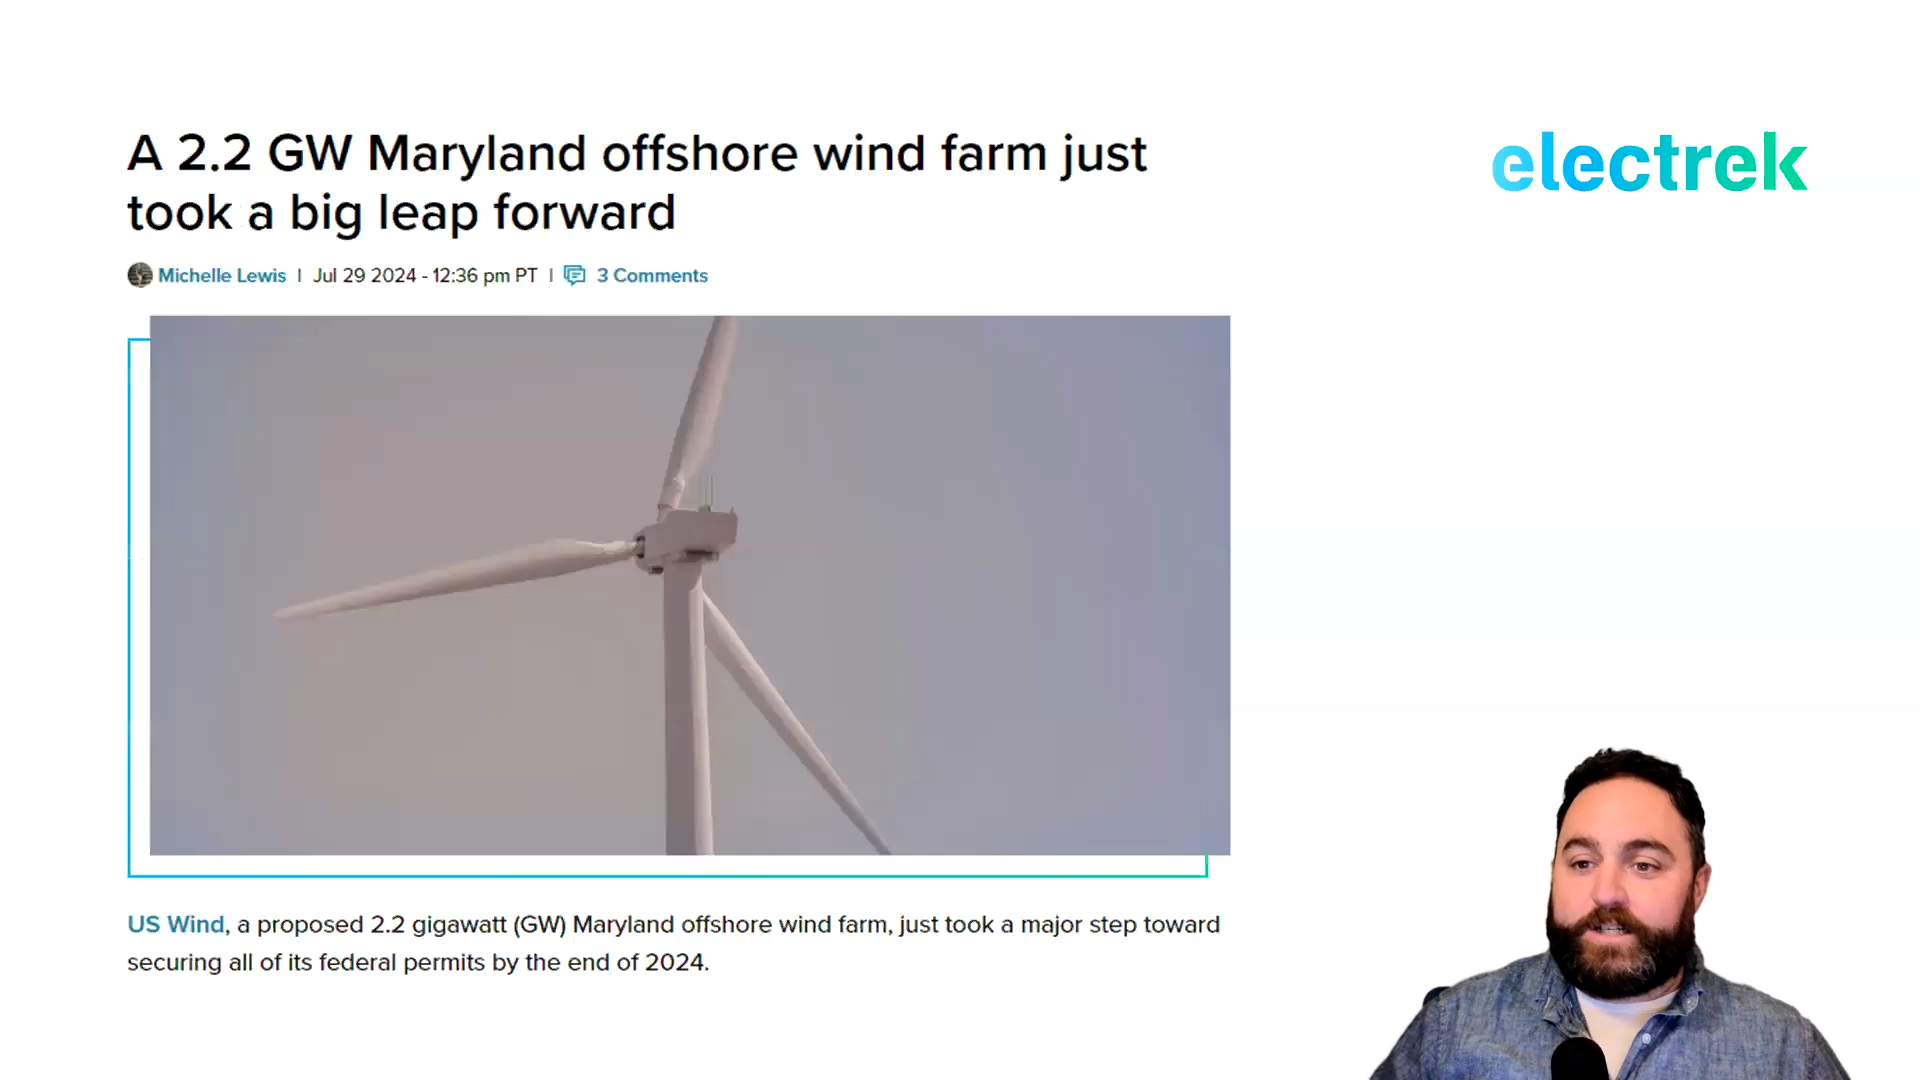 A 2.2 GW Maryland offshore wind farm just
took a big leap forward
electrek
Michelle Lewis | Jul 29 2024 - 12:36 pm PT | 3 Comments
US Wind, a proposed 2.2 gigawatt (GW) Maryland offshore wind farm, just took a major step toward
securing all of its federal permits by the end of 2024.